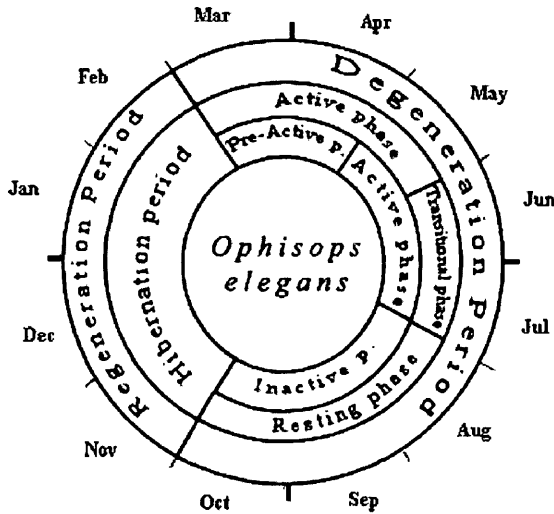 Mar
Apr
May
Jun
Jul
Aug
Sep
Oct
Nov
Dec
Jan
Feb
Degeneration Period
Regeneration Period
Active phase
Transitional phase
Resting phase
Hibernation period
Pre-Active p.
Active phase
Inactive p.
Ophisops
elegans